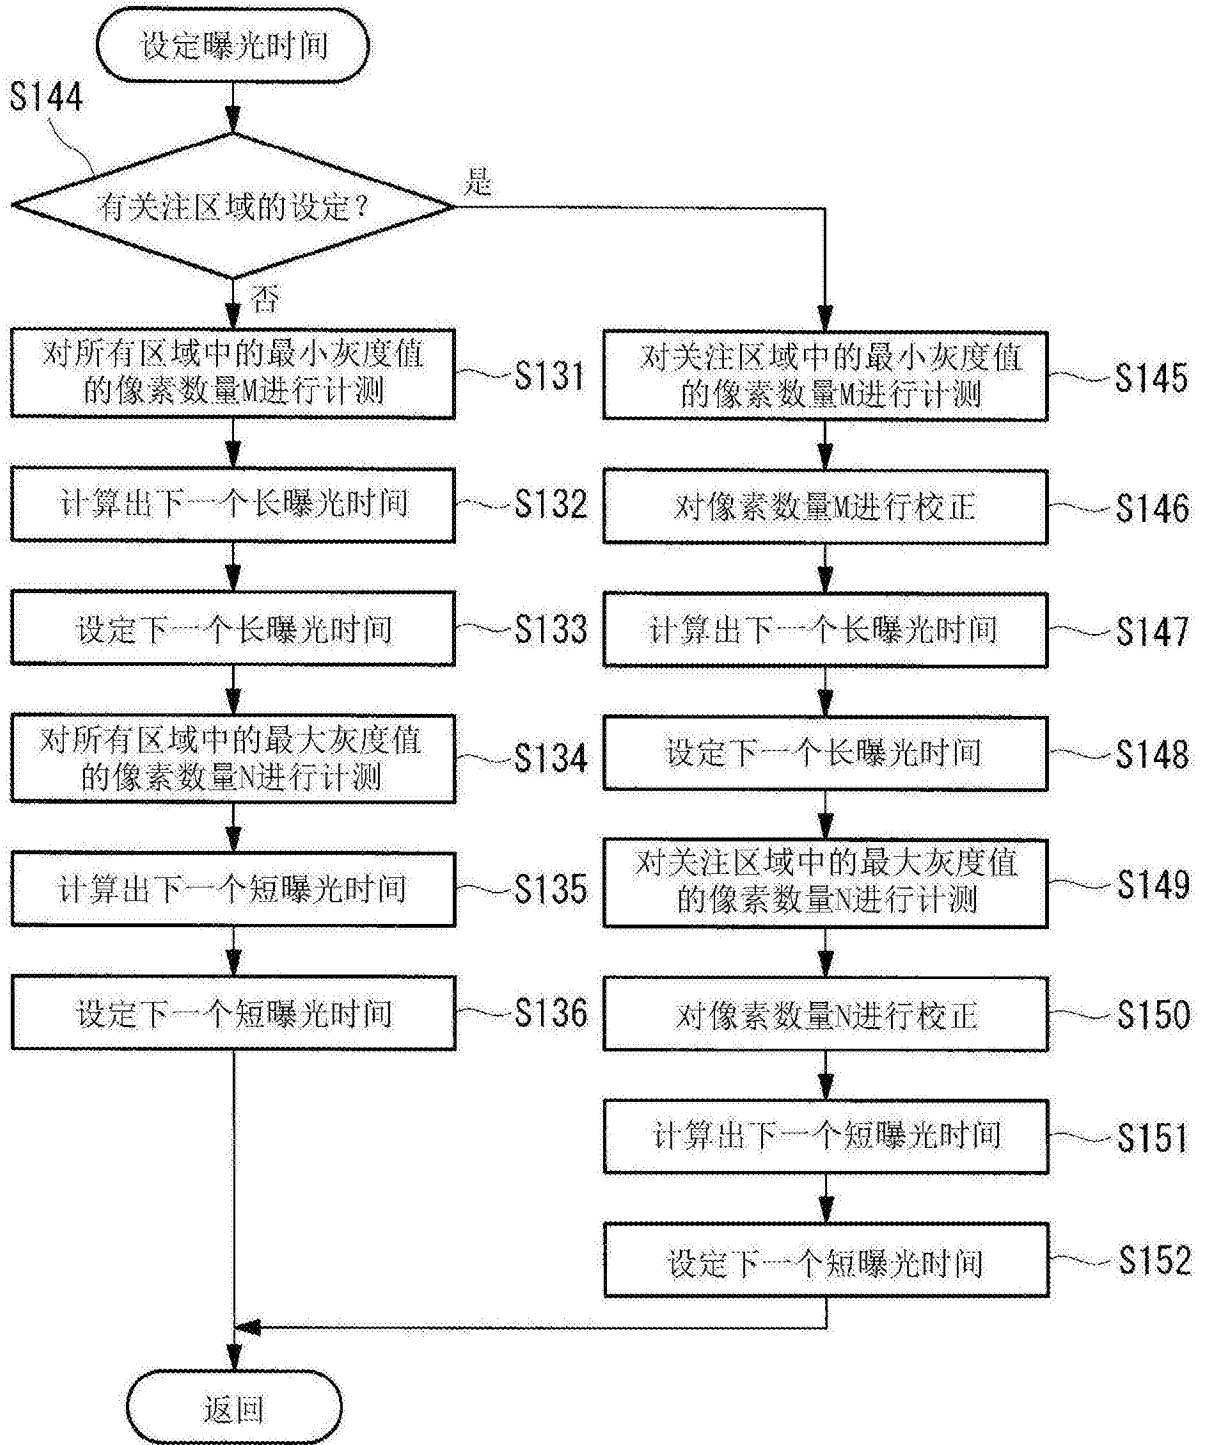 设定曝光时间
S144
有关注区域的设定?
是
否
对所有区域中的最小灰度值
的像素数量M进行计测
S131
计算出下一个长曝光时间
S132
设定下一个长曝光时间
S133
对所有区域中的最大灰度值
的像素数量N进行计测
S134
计算出下一个短曝光时间
S135
设定下一个短曝光时间
S136
对关注区域中的最小灰度值
的像素数量M进行计测
S145
对像素数量M进行校正
S146
计算出下一个长曝光时间
S147
设定下一个长曝光时间
S148
对关注区域中的最大灰度值
的像素数量N进行计测
S149
对像素数量N进行校正
S150
计算出下一个短曝光时间
S151
设定下一个短曝光时间
S152
返回